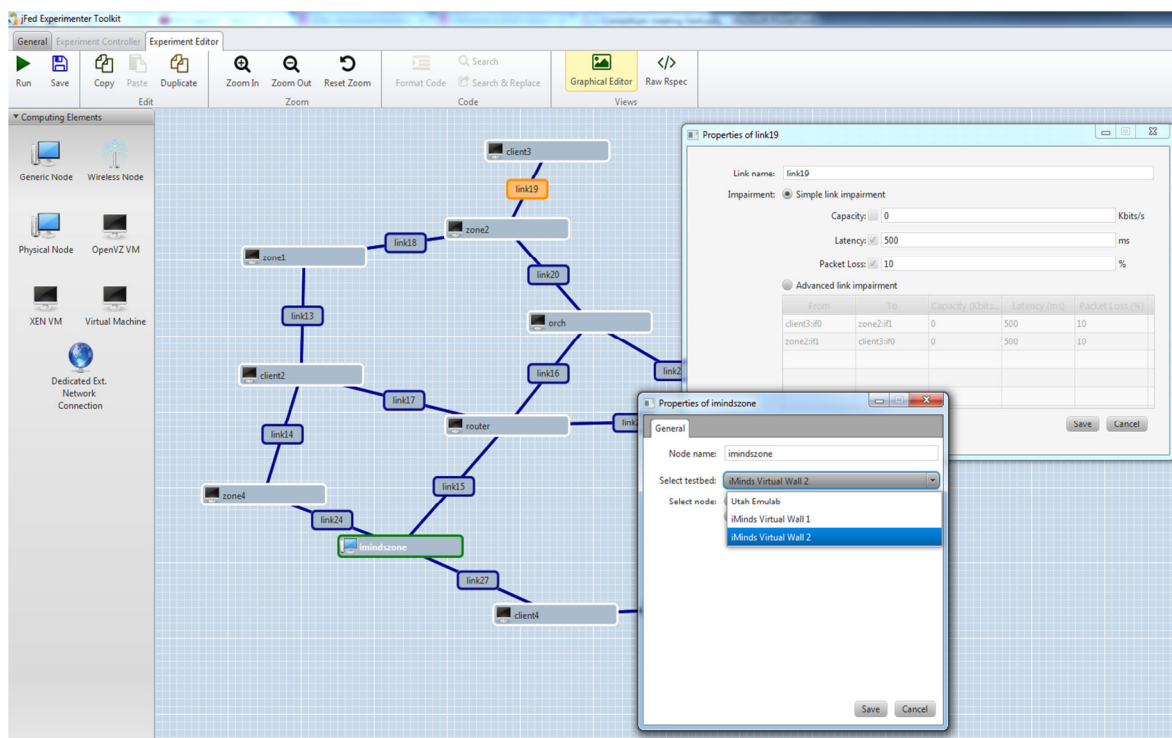 jFed Experimenter Toolkit
General Experiment Controller Experiment Editor
Run Save Copy Paste Duplicate Zoom In Zoom Out Reset Zoom Format Code Search Search & Replace Graphical Editor Raw Rspec
Edit Zoom Code Views
Computing Elements
Generic Node Wireless Node
Physical Node OpenVZ VM
XEN VM Virtual Machine
Dedicated Ext.
Network
Connection
client3
link19
zone2
link18
zone1
link20
link13
orch
link16
link2
client2
link17
router
link
link14
link15
zone4
link24
imindszone
link27
client4
Properties of link19
Link name: link19
Impairment: Simple link impairment
Capacity: 0 Kbits/s
Latency: 500 ms
Packet Loss: 10 %
Advanced link impairment
From To Capacity (Kbits... Latency (ms) Packet Loss (%)
client3:if0 zone2:if1 0 500 10
zone2:if1 client3:if0 0 500 10
Save Cancel
Properties of imindszone
General
Node name: imindszone
Select testbed: iMinds Virtual Wall 2
Select node:
Utah Emulab
iMinds Virtual Wall 1
iMinds Virtual Wall 2
Save Cancel